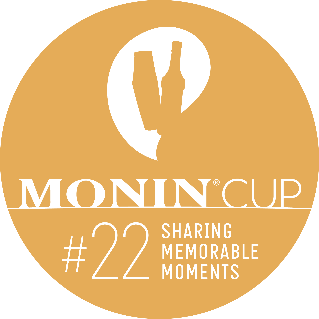 MONIN® CUP
#22
SHARING
MEMORABLE
MOMENTS